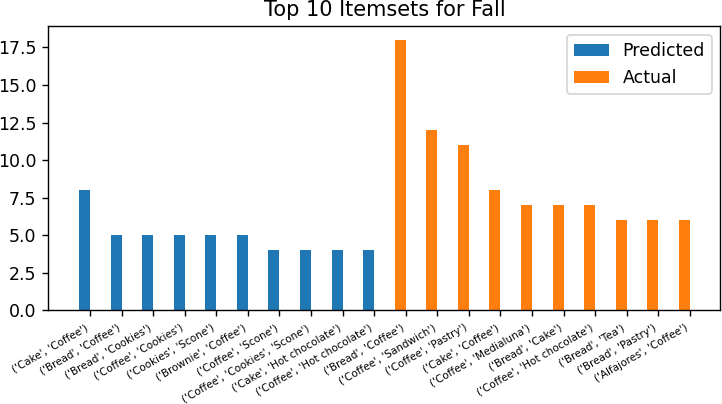 Top 10 Itemsets for Fall
Predicted
Actual
17.5
15.0
12.5
10.0
7.5
5.0
2.5
0.0
('Cake', 'Coffee')
('Bread', 'Coffee')
('Bread', 'Cookies')
('Coffee', 'Cookies')
('Cookies', 'Scone')
('Brownie', 'Coffee')
('Coffee', 'Scone')
('Coffee', 'Cookies', 'Scone')
('Cake', 'Hot chocolate')
('Coffee', 'Hot chocolate')
('Bread', 'Coffee')
('Coffee', 'Sandwich')
('Coffee', 'Pastry')
('Cake', 'Coffee')
('Coffee', 'Medialuna')
('Bread', 'Cake')
('Coffee', 'Hot chocolate')
('Bread', 'Tea')
('Bread', 'Pastry')
('Alfajores', 'Coffee')